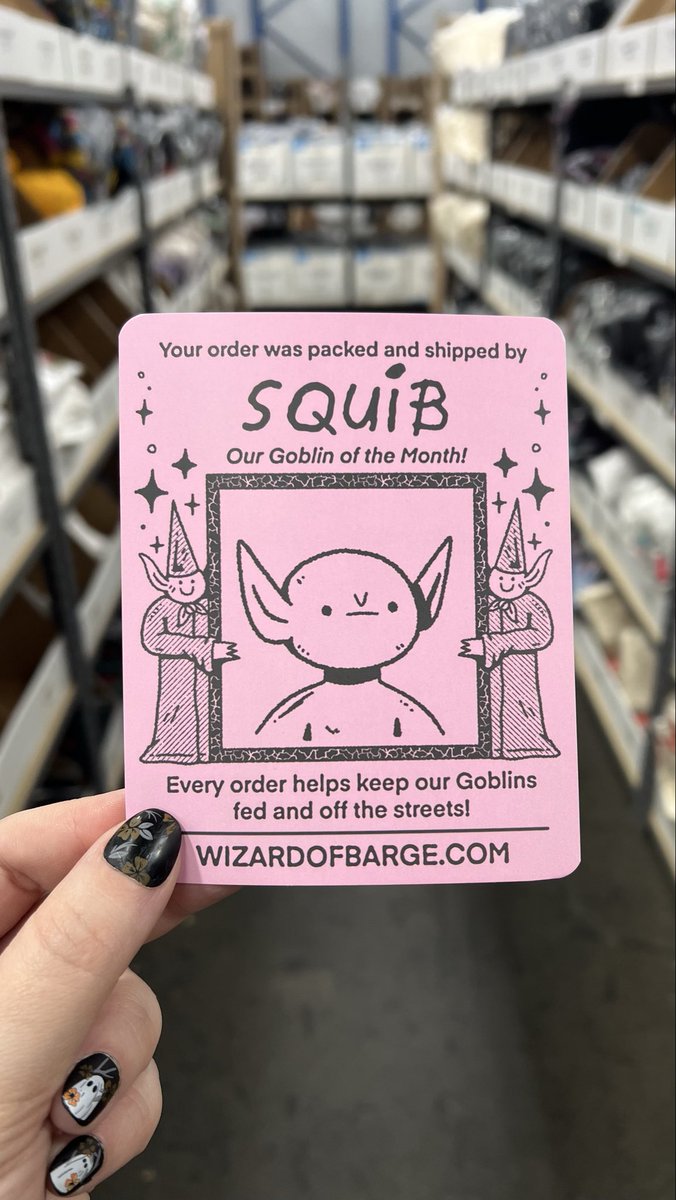 Your order was packed and shipped by
SQUiB
Our Goblin of the Month!
Every order helps keep our Goblins
fed and off the streets!
WIZARDOFBARGE.COM